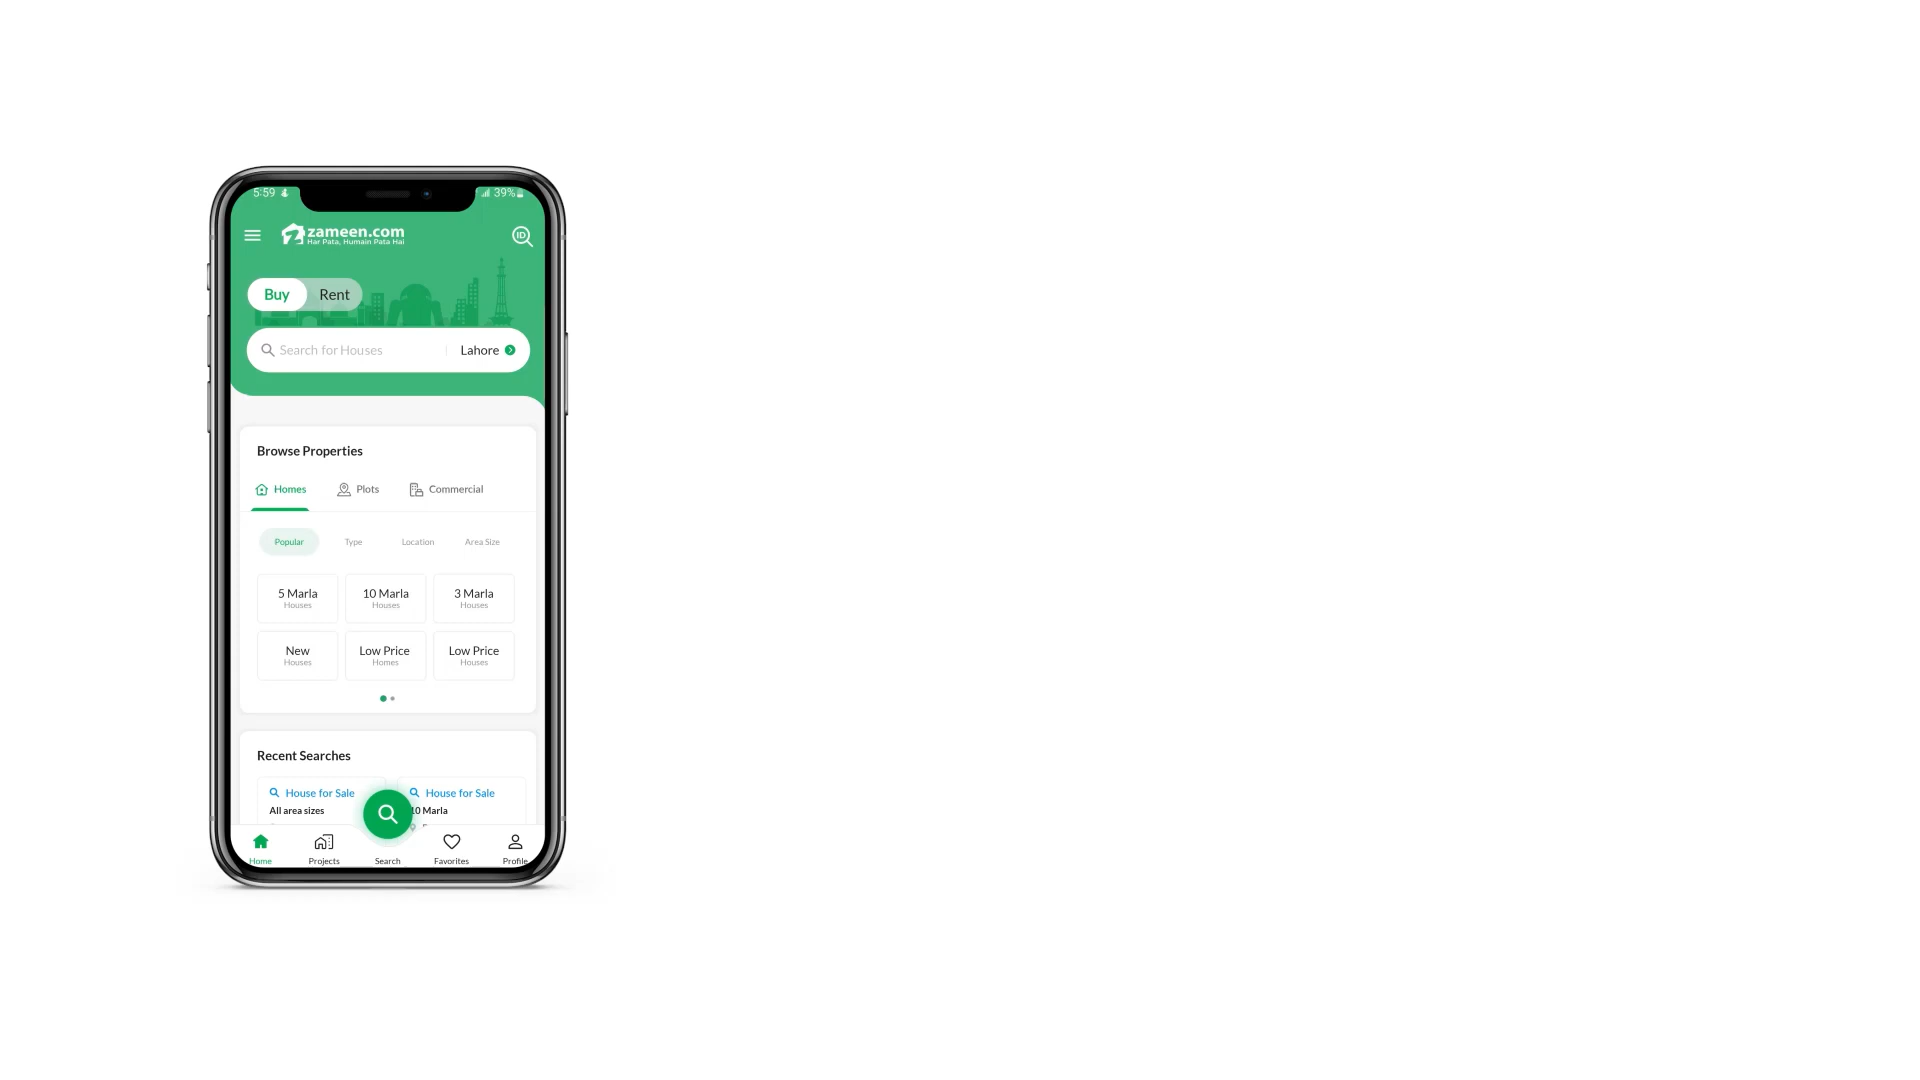 5:59
39%
zameen.com
Har Pata, Humain Pata Hai
ID
Buy Rent
Search for Houses Lahore
Browse Properties
Homes Plots Commercial
Popular Type Location Area Size
5 Marla 10 Marla 3 Marla
Houses Houses Houses
New Low Price Low Price
Houses Homes Houses
Recent Searches
House for Sale House for Sale
All area sizes 10 Marla
Home Projects Search Favorites Profile